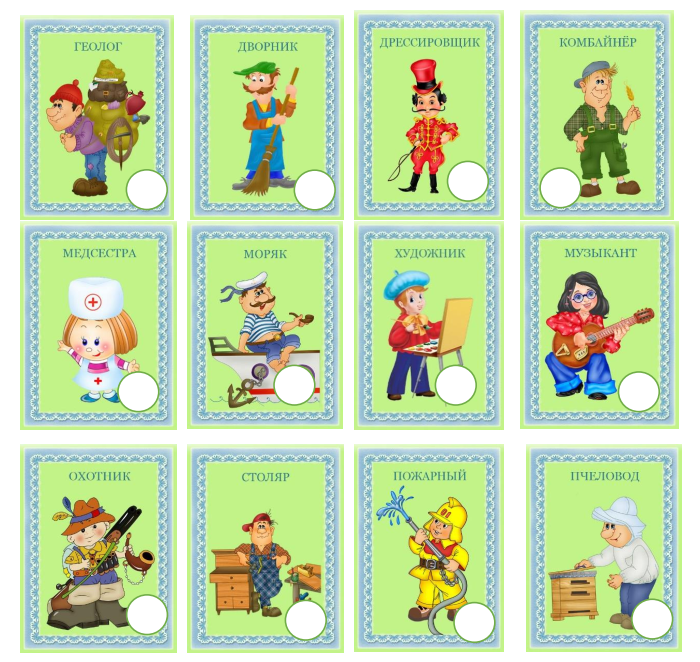 ГЕОЛОГ
ДВОРНИК
ДРЕССИРОВЩИК
КОМБАЙНЁР
МЕДСЕСТРА
МОРЯК
ХУДОЖНИК
МУЗЫКАНТ
ОХОТНИК
СТОЛЯР
ПОЖАРНЫЙ
ПЧЕЛОВОД